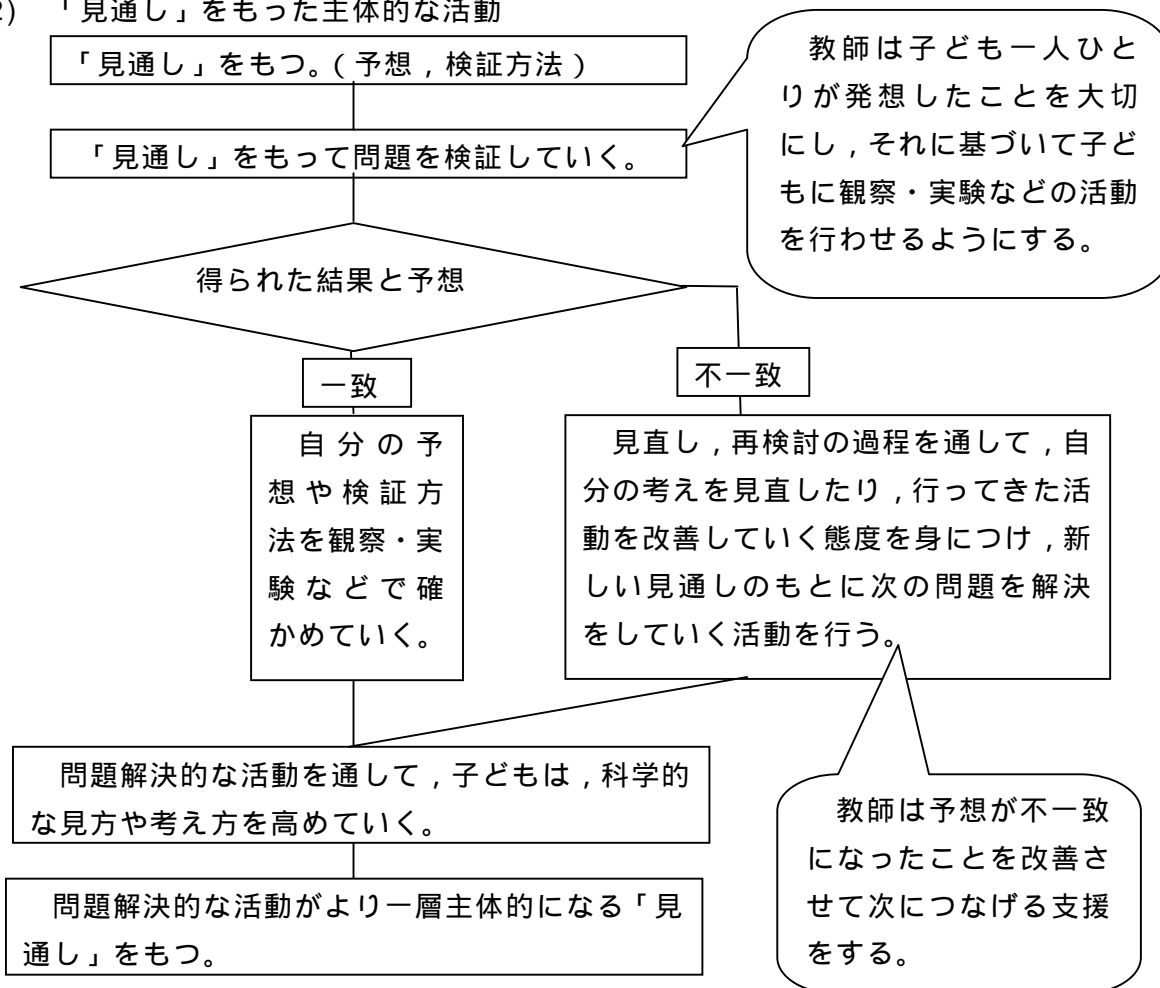 2) 「見通し」をもった主体的な活動
「見通し」をもつ。(予想,検証方法)
「見通し」をもって問題を検証していく。
教師は子ども一人ひと
りが発想したことを大切
にし,それに基づいて子ど
もに観察・実験などの活動
を行わせるようにする。
得られた結果と予想
一致
不一致
自分の予
想や検証方
法を観察・実
験などで確
かめていく。
見直し,再検討の過程を通して,自
分の考えを見直したり,行ってきた活
動を改善していく態度を身につけ,新
しい見通しのもとに次の問題を解決
をしていく活動を行う。
問題解決的な活動を通して,子どもは,科学的
な見方や考え方を高めていく。
教師は予想が不一致
になったことを改善さ
せて次につなげる支援
をする。
問題解決的な活動がより一層主体的になる「見
通し」をもつ。